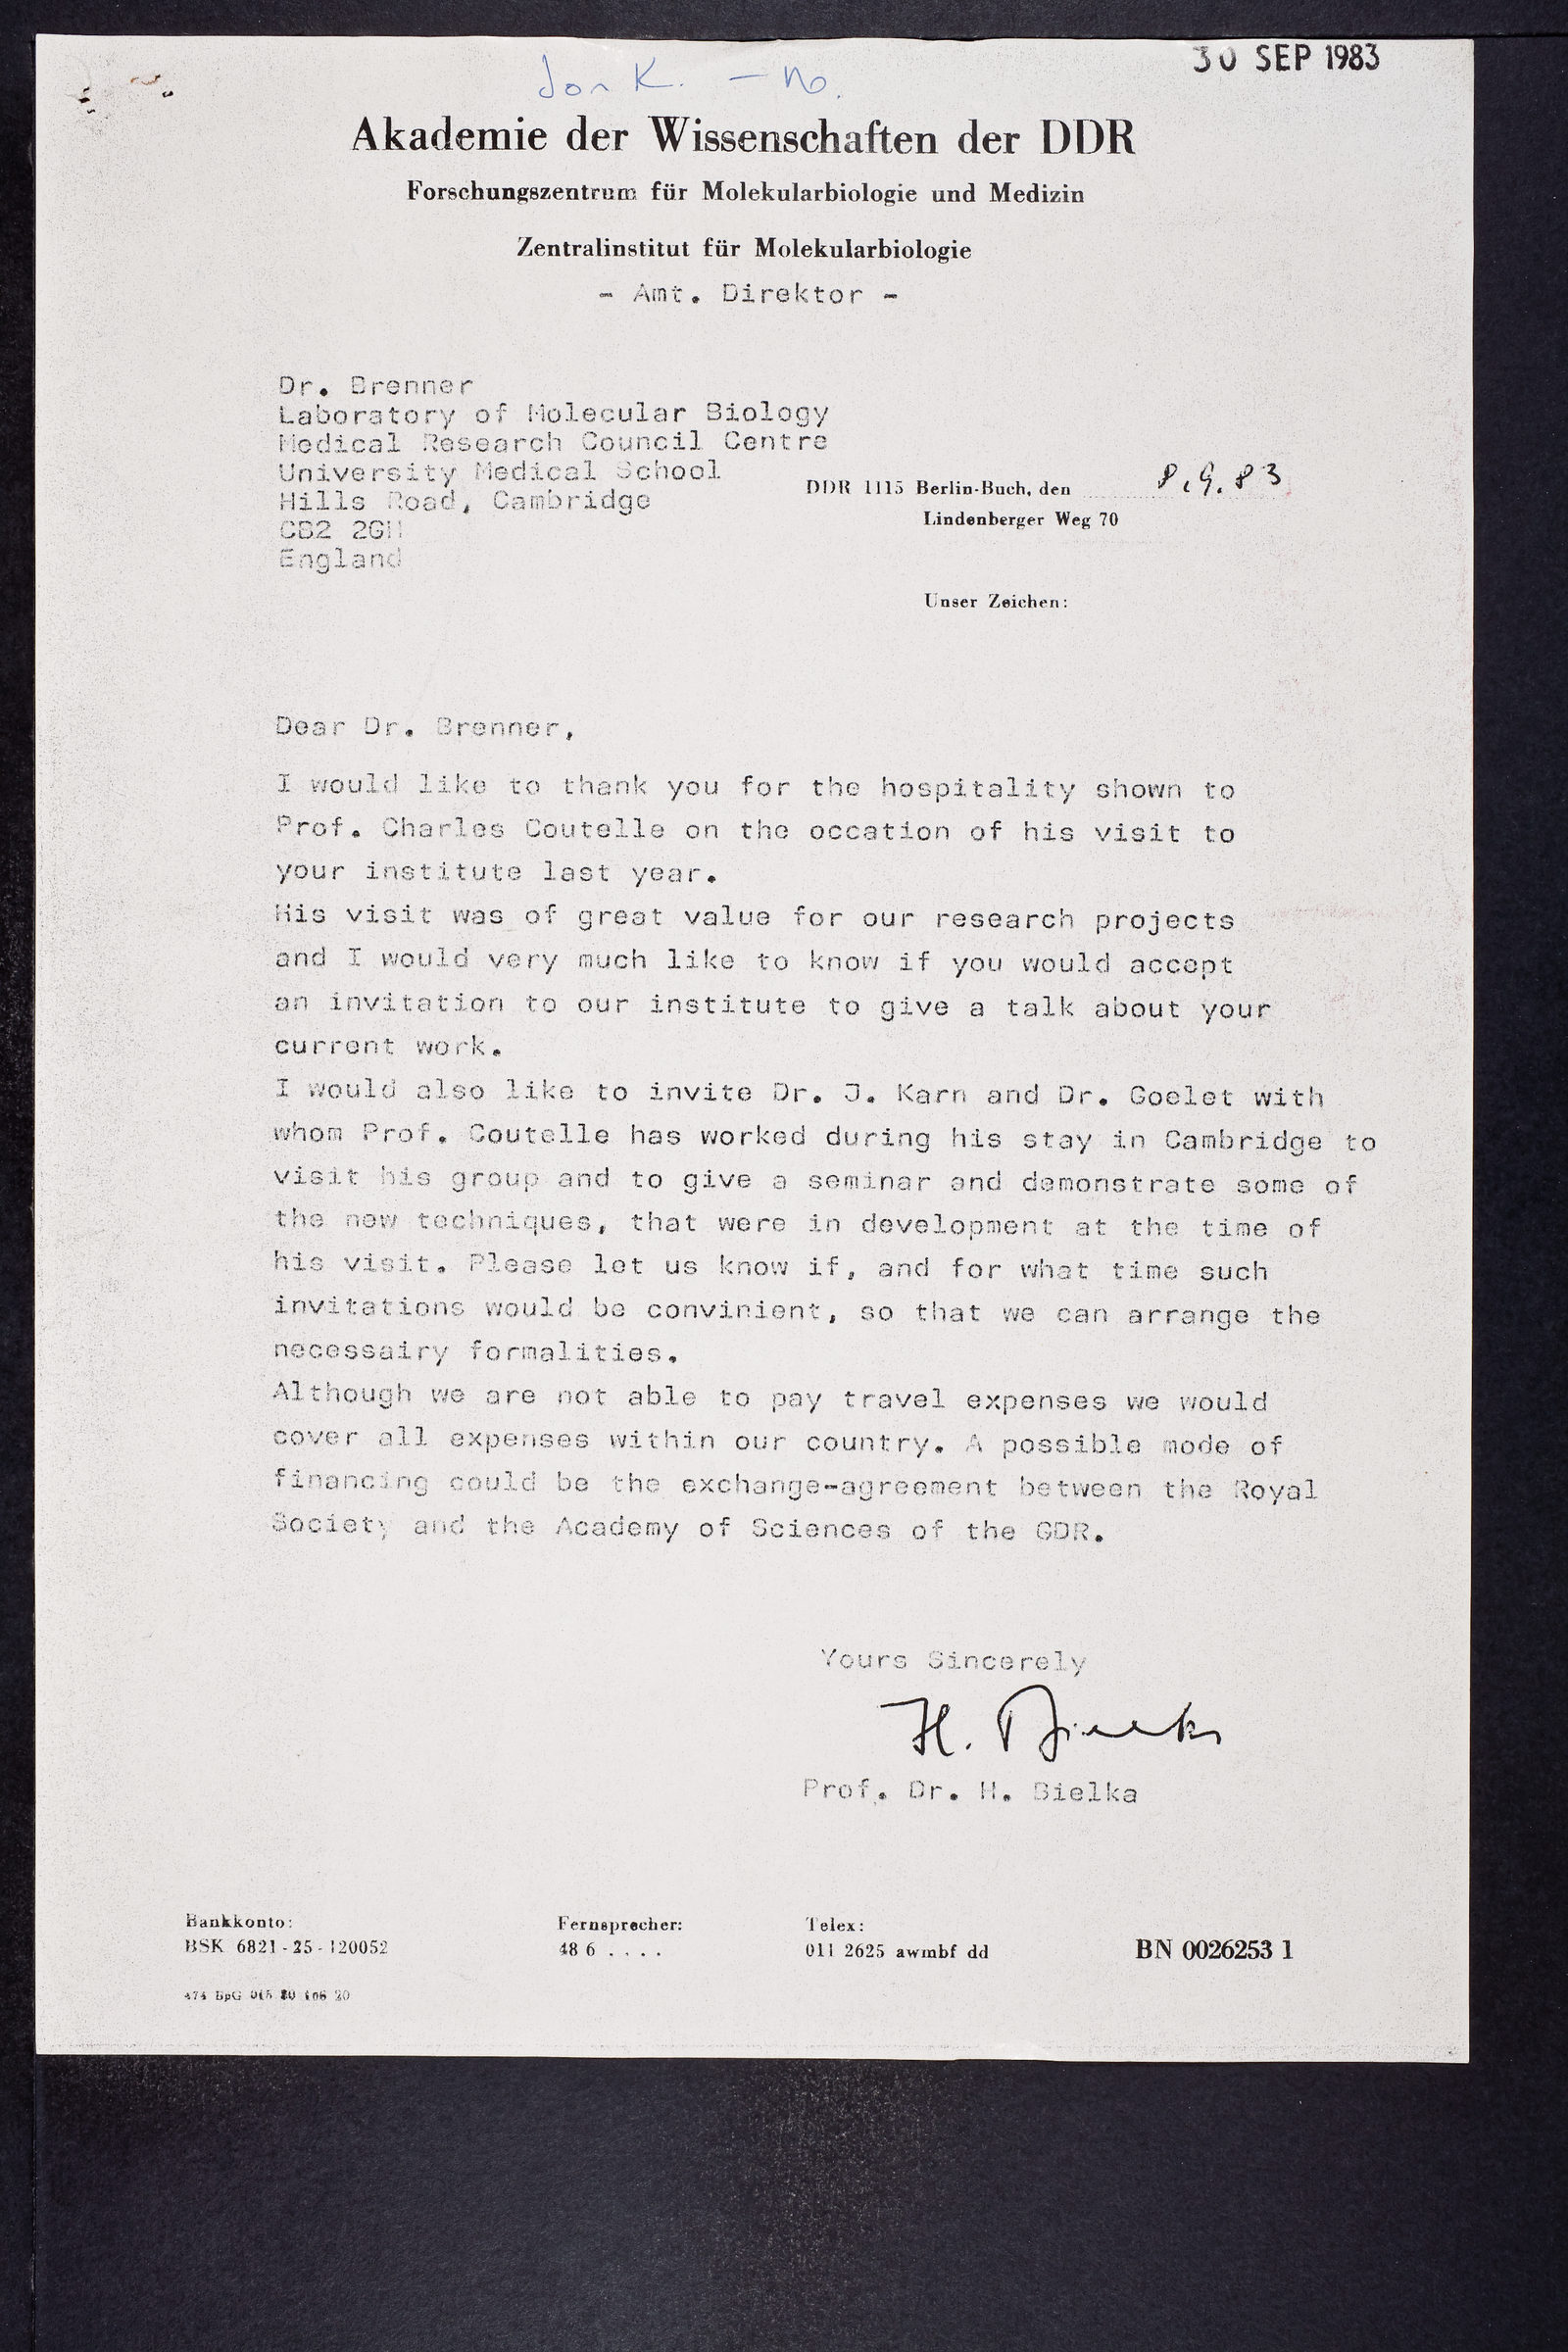 30 SEP 1983
Jon K. - No.
Akademie der Wissenschaften der DDR
Forschungszentrum für Molekularbiologie und Medizin
Zentralinstitut für Molekularbiologie
- Amt. Direktor -
Dr. Brenner
Laboratory of Molecular Biology
Medical Research Council Centre
University Medical School
Hills Road, Cambridge
CB2 2GH
England
DDR 1115 Berlin-Buch, den 8.9.83
Lindenberger Weg 70
Unser Zeichen:
Dear Dr. Brenner,
I would like to thank you for the hospitality shown to
Prof. Charles Coutelle on the occation of his visit to
your institute last year.
His visit was of great value for our research projects
and I would very much like to know if you would accept
an invitation to our institute to give a talk about your
current work.
I would also like to invite Dr. J. Karn and Dr. Goelet with
whom Prof. Coutelle has worked during his stay in Cambridge to
visit his group and to give a seminar and demonstrate some of
the new techniques, that were in development at the time of
his visit. Please let us know if, and for what time such
invitations would be convinient, so that we can arrange the
necessairy formalities.
Although we are not able to pay travel expenses we would
cover all expenses within our country. A possible mode of
financing could be the exchange-agreement between the Royal
Society and the Academy of Sciences of the GDR.
Yours Sincerely
H. Bielka
Prof. Dr. H. Bielka
Bankkonto:
BSK 6821-25-120052
Fernsprecher:
48 6 . . . .
Telex:
011 2625 awmbf dd
BN 0026253 1